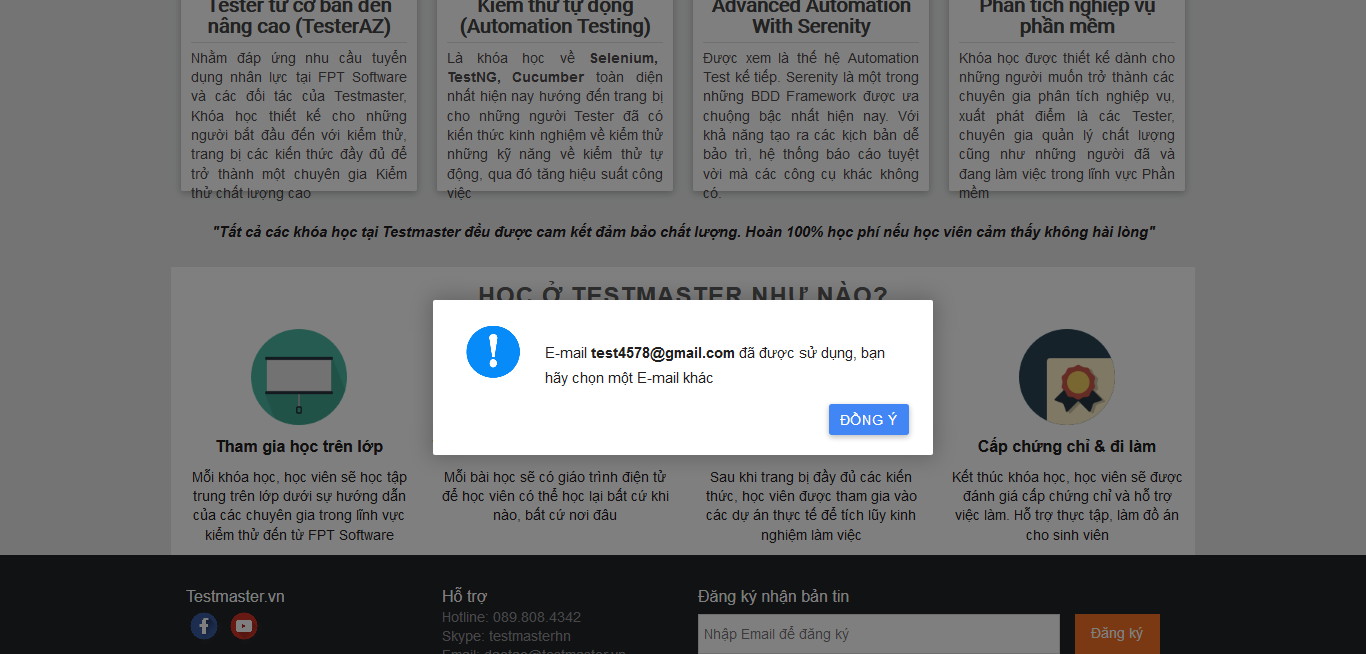 Tester từ cơ bản đến
nâng cao (TesterAZ)
Nhằm đáp ứng nhu cầu tuyển
dụng nhân lực tại FPT Software
và các đối tác của Testmaster,
Khóa học thiết kế cho những
người bắt đầu đến với kiểm thử,
trang bị các kiến thức đầy đủ để
trở thành một chuyên gia Kiểm
thử chất lượng cao
Kiểm thử tự động
(Automation Testing)
Là khóa học về Selenium,
TestNG, Cucumber toàn diện
nhất hiện nay hướng đến trang bị
cho những người Tester đã có
kiến thức kinh nghiệm về kiểm thử
những kỹ năng về kiểm thử tự
động, qua đó tăng hiệu suất công
việc
Advanced Automation
With Serenity
Được xem là thế hệ Automation
Test kế tiếp. Serenity là một trong
những BDD Framework được ưa
chuộng bậc nhất hiện nay. Với
khả năng tạo ra các kịch bản dễ
bảo trì, hệ thống báo cáo tuyệt
vời mà các công cụ khác không
có.
Phân tích nghiệp vụ
phần mềm
Khóa học được thiết kế dành cho
những người muốn trở thành các
chuyên gia phân tích nghiệp vụ,
xuất phát điểm là các Tester,
chuyên gia quản lý chất lượng
cũng như những người đã và
đang làm việc trong lĩnh vực Phần
mềm
"Tất cả các khóa học tại Testmaster đều được cam kết đảm bảo chất lượng. Hoàn 100% học phí nếu học viên cảm thấy không hài lòng"
HỌC Ở TESTMASTER NHƯ NÀO?
E-mail test4578@gmail.com đã được sử dụng, bạn
hãy chọn một E-mail khác
ĐỒNG Ý
Tham gia học trên lớp
Mỗi khóa học, học viên sẽ học tập
trung trên lớp dưới sự hướng dẫn
của các chuyên gia trong lĩnh vực
kiểm thử đến từ FPT Software
Mỗi bài học sẽ có giáo trình điện tử
để học viên có thể học lại bất cứ khi
nào, bất cứ nơi đâu
Sau khi trang bị đầy đủ các kiến
thức, học viên được tham gia vào
các dự án thực tế để tích lũy kinh
nghiệm làm việc
Cấp chứng chỉ & đi làm
Kết thúc khóa học, học viên sẽ được
đánh giá cấp chứng chỉ và hỗ trợ
việc làm. Hỗ trợ thực tập, làm đồ án
cho sinh viên
Testmaster.vn
Hỗ trợ
Hotline: 089.808.4342
Skype: testmasterhn
Đăng ký nhận bản tin
Nhập Email để đăng ký
Đăng ký